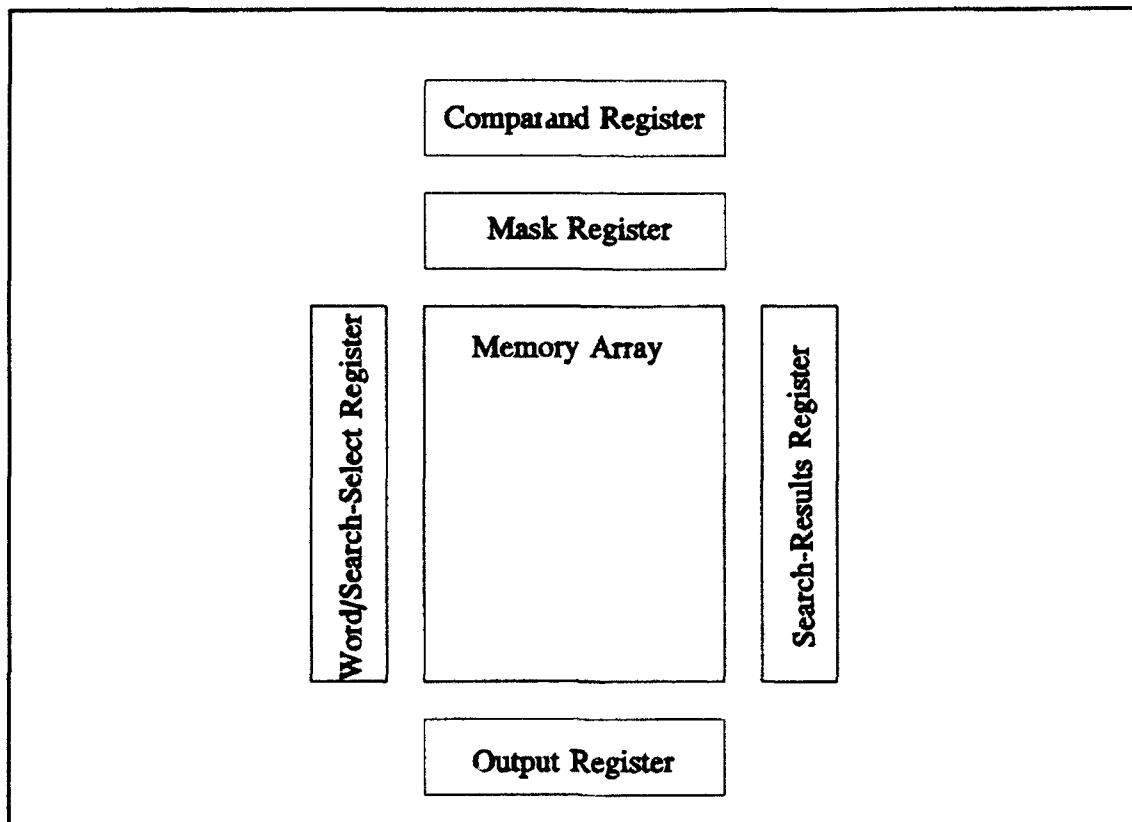 Comparand Register
Mask Register
Word/Search-Select Register
Memory Array
Search-Results Register
Output Register